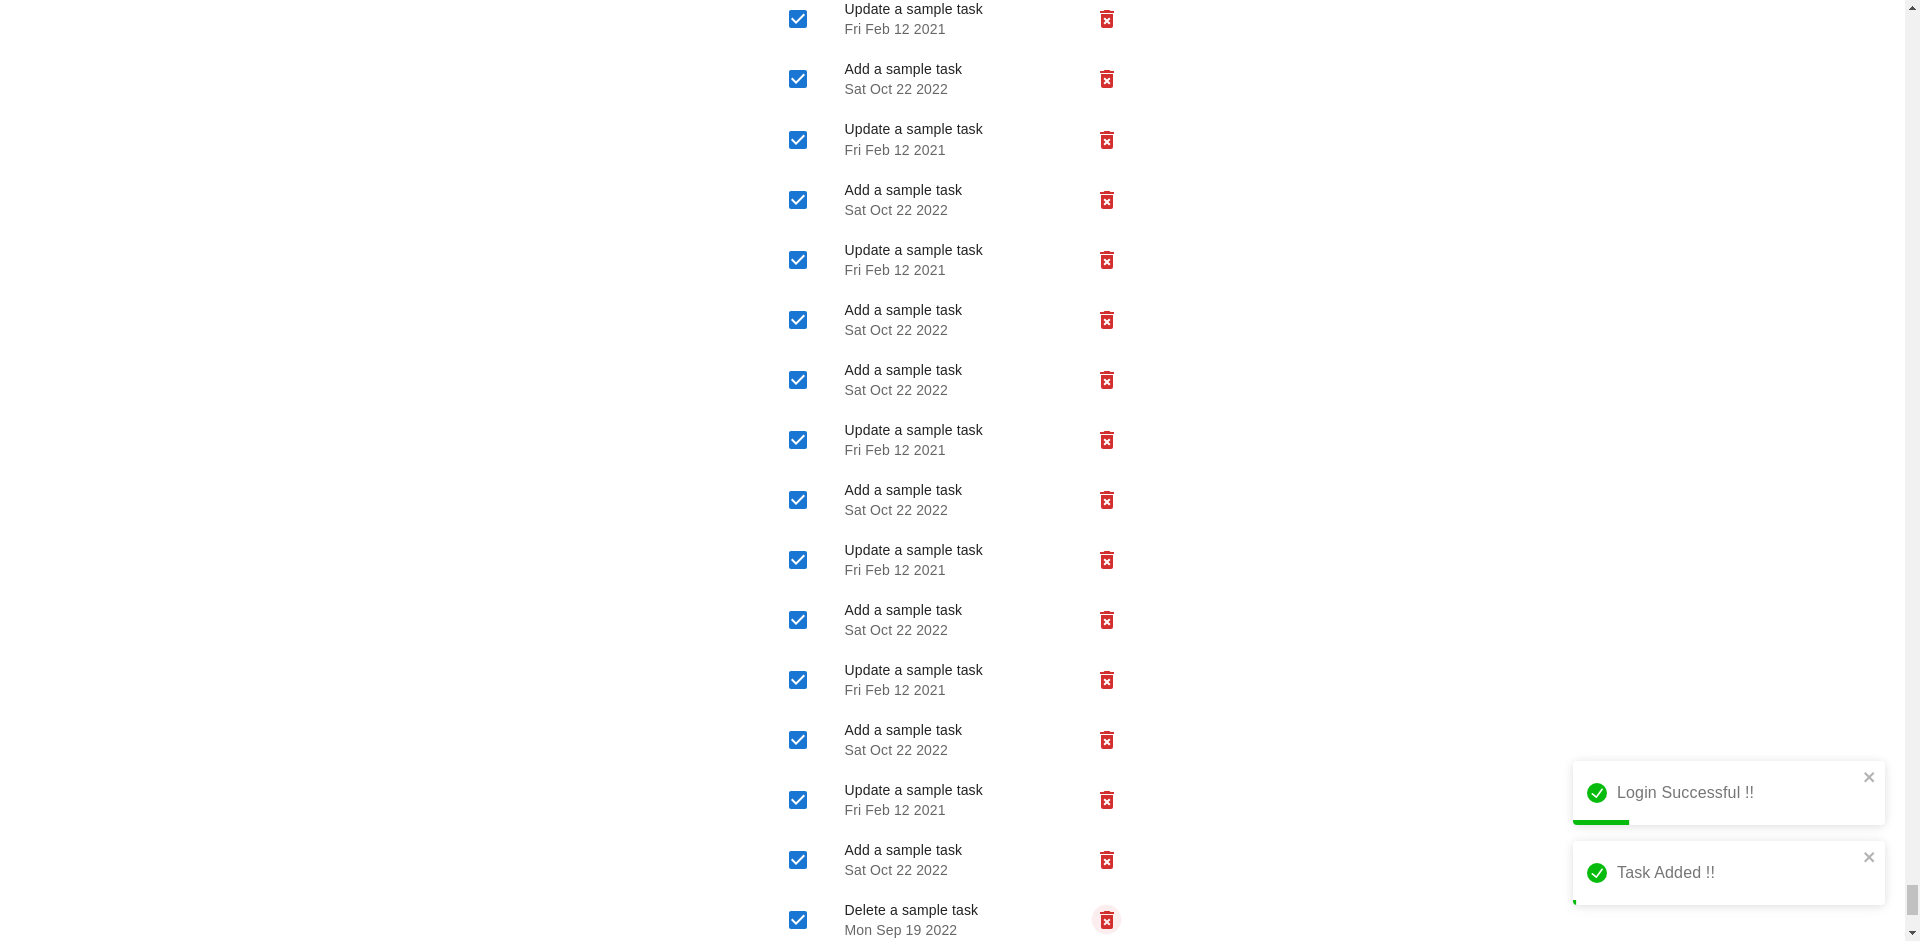 Update a sample task
Fri Feb 12 2021
Add a sample task
Sat Oct 22 2022
Update a sample task
Fri Feb 12 2021
Add a sample task
Sat Oct 22 2022
Update a sample task
Fri Feb 12 2021
Add a sample task
Sat Oct 22 2022
Add a sample task
Sat Oct 22 2022
Update a sample task
Fri Feb 12 2021
Add a sample task
Sat Oct 22 2022
Update a sample task
Fri Feb 12 2021
Add a sample task
Sat Oct 22 2022
Update a sample task
Fri Feb 12 2021
Add a sample task
Sat Oct 22 2022
Update a sample task
Fri Feb 12 2021
Add a sample task
Sat Oct 22 2022
Delete a sample task
Mon Sep 19 2022
Login Successful !!
Task Added !!